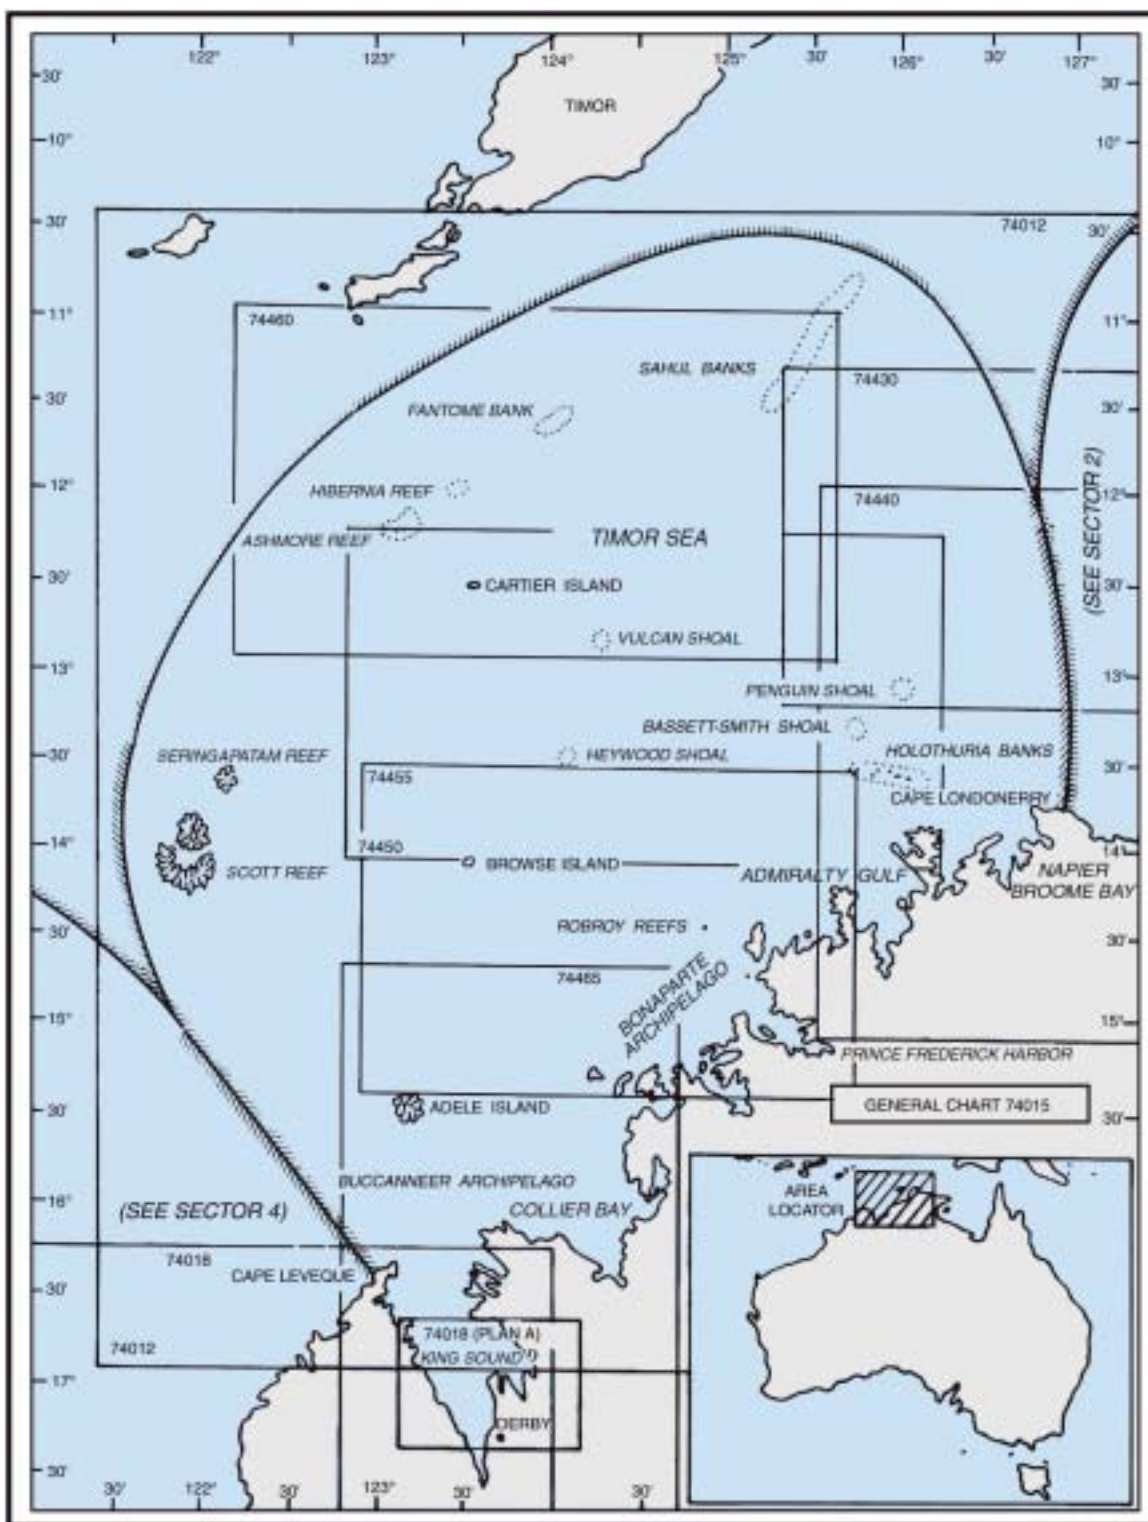 122°
123°
124°
125°
30'
126°
30'
127°
30'
30'
TIMOR
10°
10°
30'
74012
30'
11°
74460
11°
SAHUL BANKS
74430
30'
FANTOME BANK
30'
(SEE SECTOR 2)
12°
HIBERNIA REEF
74440
12°
ASHMORE REEF
TIMOR SEA
30'
CARTIER ISLAND
30'
VULCAN SHOAL
13°
PENGUIN SHOAL
13°
BASSETT-SMITH SHOAL
SERINGAPATAM REEF
HEYWOOD SHOAL
HOLOTHURIA BANKS
30'
74455
30'
CAPE LONDONERRY
14°
74450
BROWSE ISLAND
14°
SCOTT REEF
ADMIRALTY GULF
NAPIER
BROOME BAY
30'
ROBROY REEFS
30'
74465
BONAPARTE
ARCHIPELAGO
15°
15°
PRINCE FREDERICK HARBOR
30'
ADELE ISLAND
GENERAL CHART 74015
30'
BUCCANEER ARCHIPELAGO
16°
(SEE SECTOR 4)
COLLIER BAY
AREA
LOCATOR
74018
CAPE LEVEQUE
30'
74018 (PLAN A)
74012
KING SOUND
17°
DERBY
30'
30'
122°
30'
123°
30'
30'